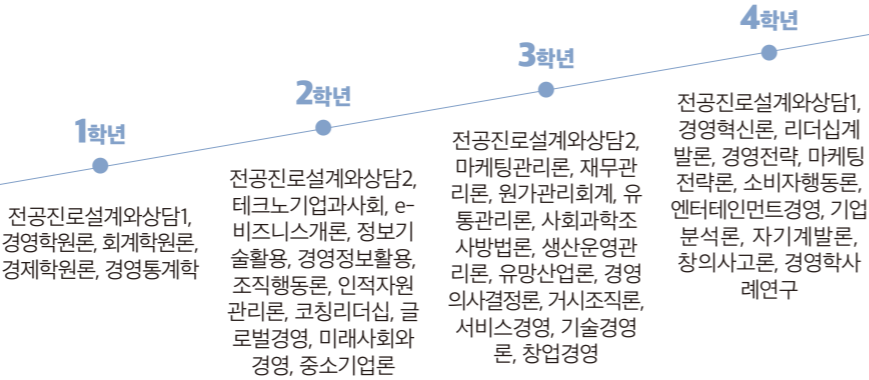 1학년
전공진로설계와상담1,
경영학원론, 회계학원론,
경제학원론, 경영통계학
2학년
전공진로설계와상담2,
테크노기업과사회, e-
비즈니스개론, 정보기
술활용, 경영정보활용,
조직행동론, 인적자원
관리론, 코칭리더십, 글
로벌경영, 미래사회와
경영, 중소기업론
3학년
전공진로설계와상담2,
마케팅관리론, 재무관
리론, 원가관리회계, 유
통관리론, 사회과학조
사방법론, 생산운영관
리론, 유망산업론, 경영
의사결정론, 거시조직론,
서비스경영, 기술경영
론, 창업경영
4학년
전공진로설계와상담1,
경영혁신론, 리더십계
발론, 경영전략, 마케팅
전략론, 소비자행동론,
엔터테인먼트경영, 기업
분석론, 자기계발론,
창의사고론, 경영학사
례연구